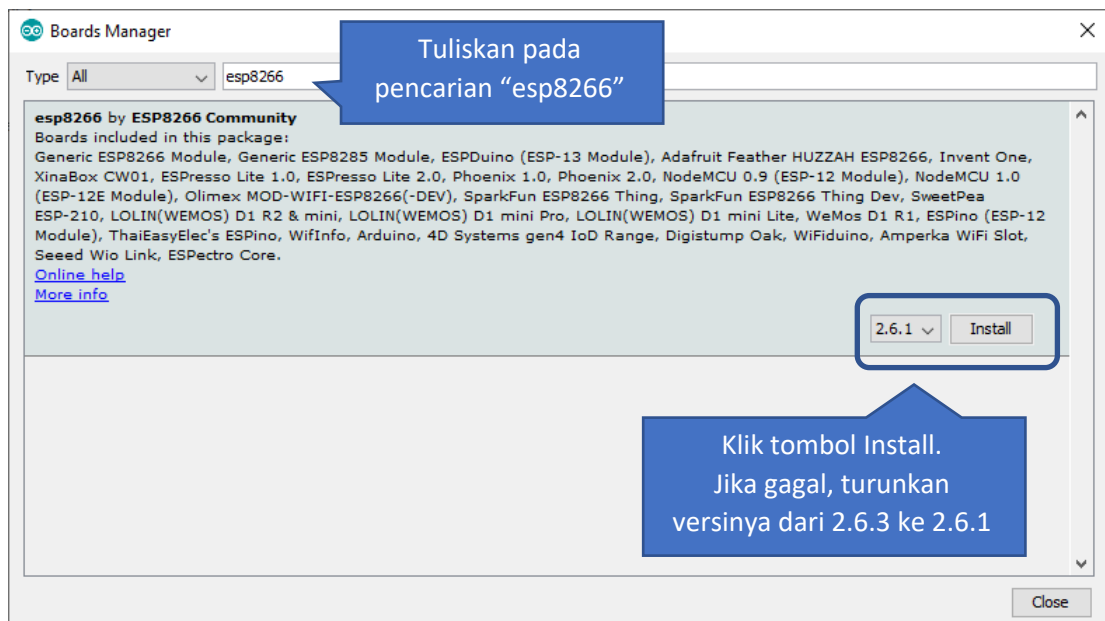 Boards Manager
Tuliskan pada
pencarian “esp8266”
Type All esp8266
esp8266 by ESP8266 Community
Boards included in this package:
Generic ESP8266 Module, Generic ESP8285 Module, ESPDuino (ESP-13 Module), Adafruit Feather HUZZAH ESP8266, Invent One,
XinaBox CW01, ESPresso Lite 1.0, ESPresso Lite 2.0, Phoenix 1.0, Phoenix 2.0, NodeMCU 0.9 (ESP-12 Module), NodeMCU 1.0
(ESP-12E Module), Olimex MOD-WIFI-ESP8266(-DEV), SparkFun ESP8266 Thing, SparkFun ESP8266 Thing Dev, SweetPea
ESP-210, LOLIN(WEMOS) D1 R2 & mini, LOLIN(WEMOS) D1 mini Pro, LOLIN(WEMOS) D1 mini Lite, WeMos D1 R1, ESPino (ESP-12
Module), ThaiEasyElec's ESPino, WifInfo, Arduino, 4D Systems gen4 IoD Range, Digistump Oak, WiFiduino, Amperka WiFi Slot,
Seeed Wio Link, ESPectro Core.
Online help
More info
2.6.1 Install
Klik tombol Install.
Jika gagal, turunkan
versinya dari 2.6.3 ke 2.6.1
Close